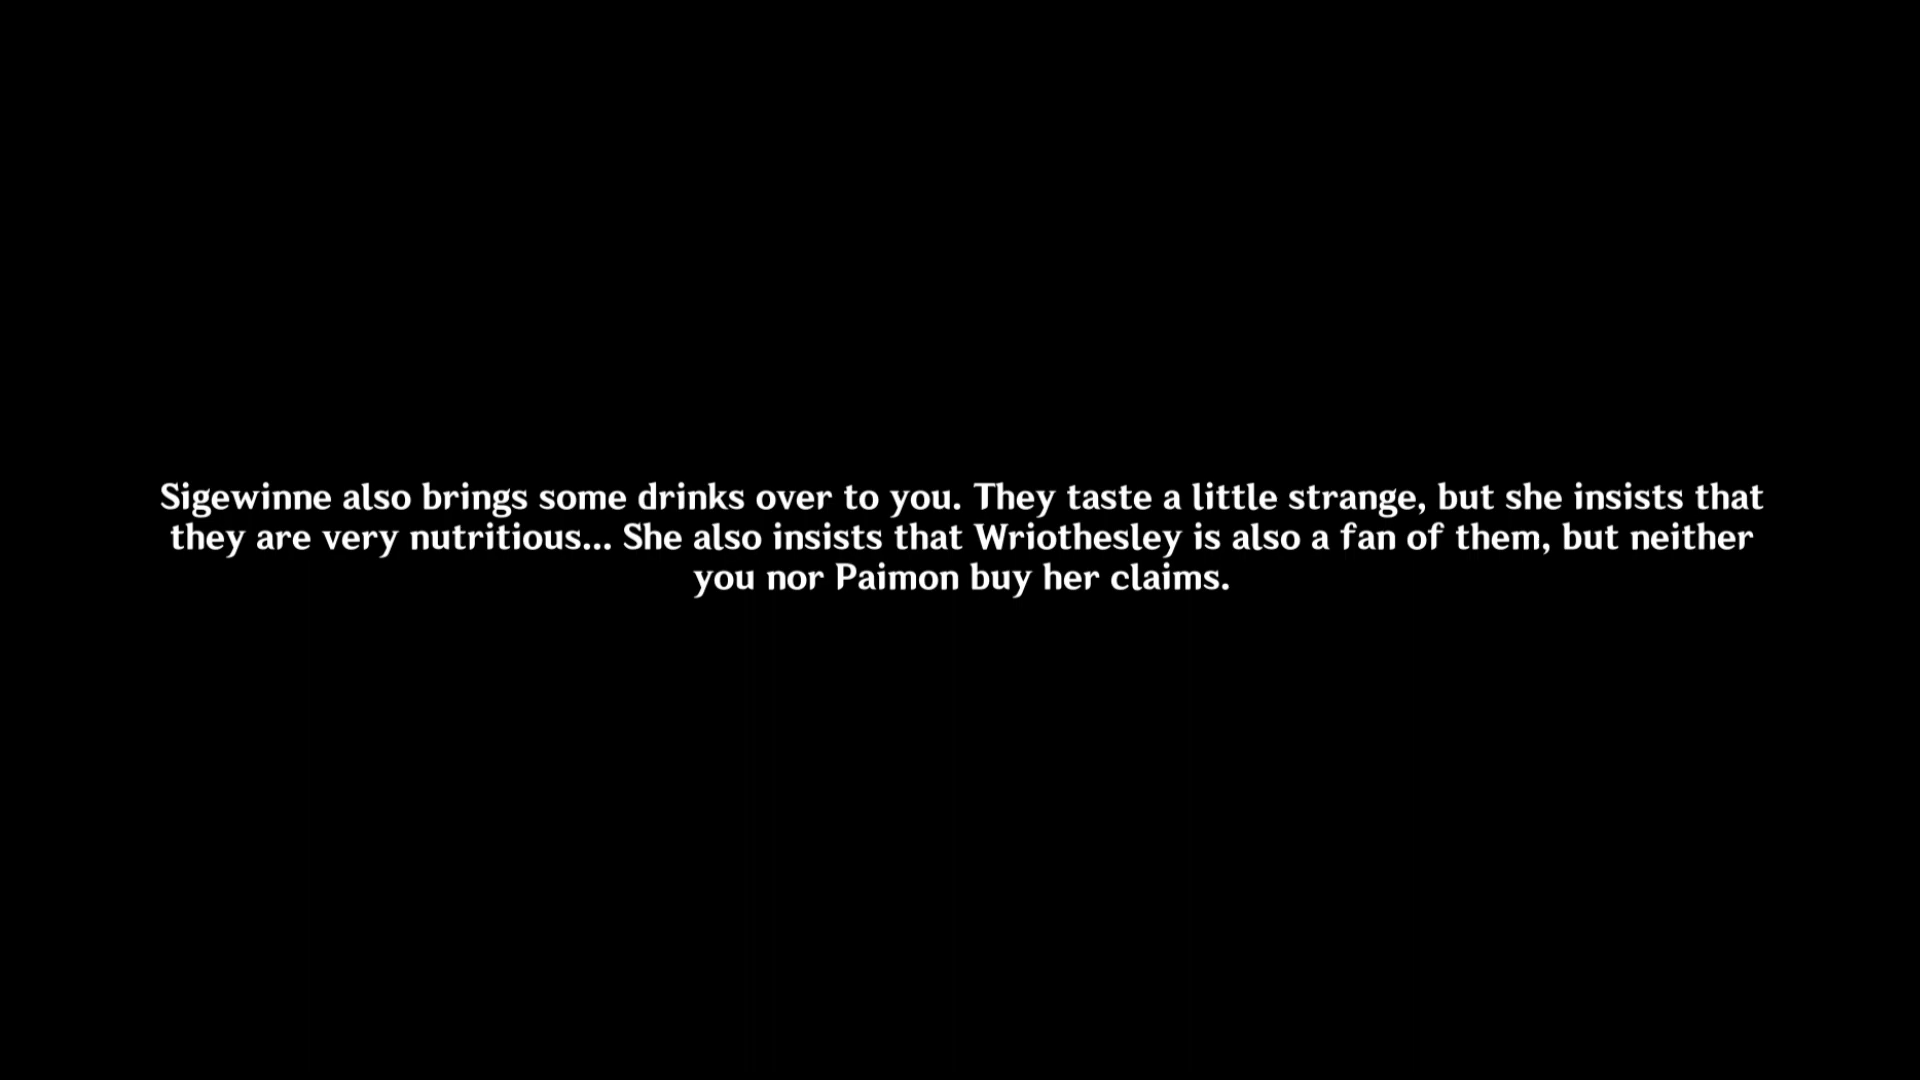 Sigewinne also brings some drinks over to you. They taste a little strange, but she insists that
they are very nutritious... She also insists that Wriothesley is also a fan of them, but neither
you nor Paimon buy her claims.